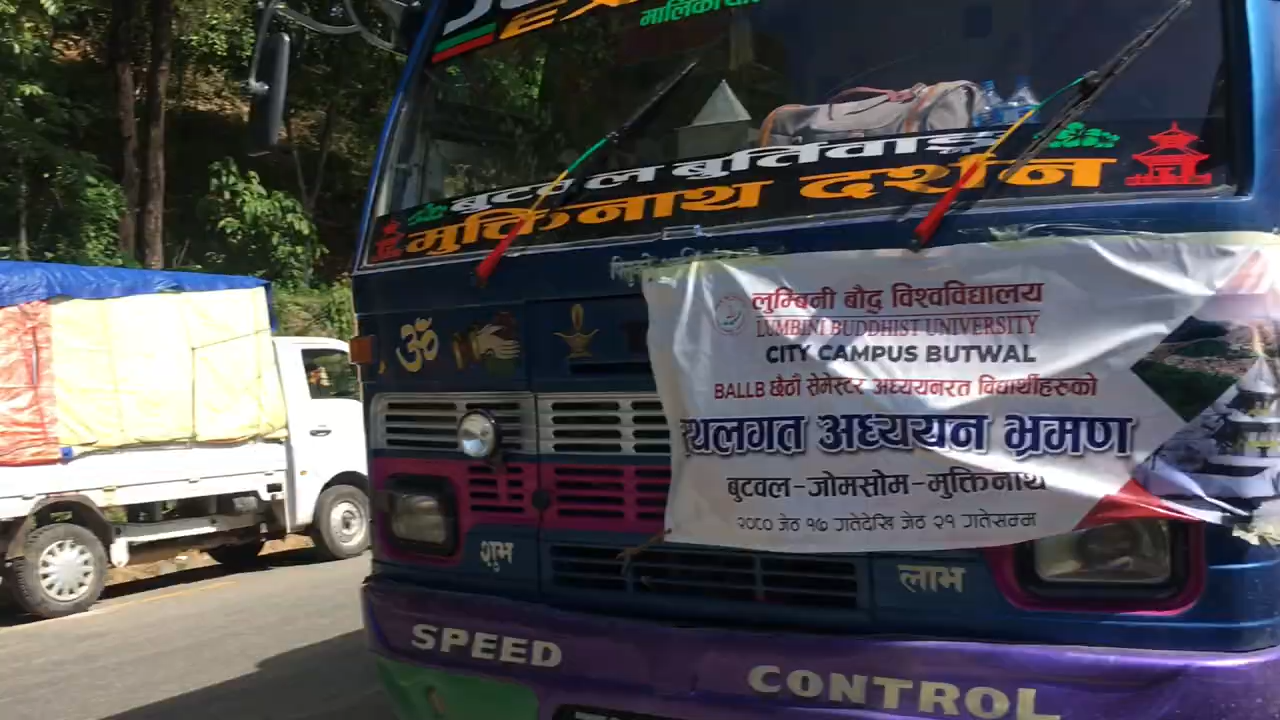 मालिका
बुटवल बुर्तिवाङ्ग
मुक्तिनाथ दर्शन
ॐ
लुम्बिनी बौद्ध विश्वविद्यालय
LUMBINI BUDDHIST UNIVERSITY
CITY CAMPUS BUTWAL
BALLB छैठौं सेमेस्टर अध्ययनरत विद्यार्थीहरुको
स्थलगत अध्ययन भ्रमण
बुटवल-जोमसोम-मुक्तिनाथ
२०८० जेठ १७ गतेदेखि जेठ २१ गतेसम्म
शुभ लाभ
SPEED CONTROL